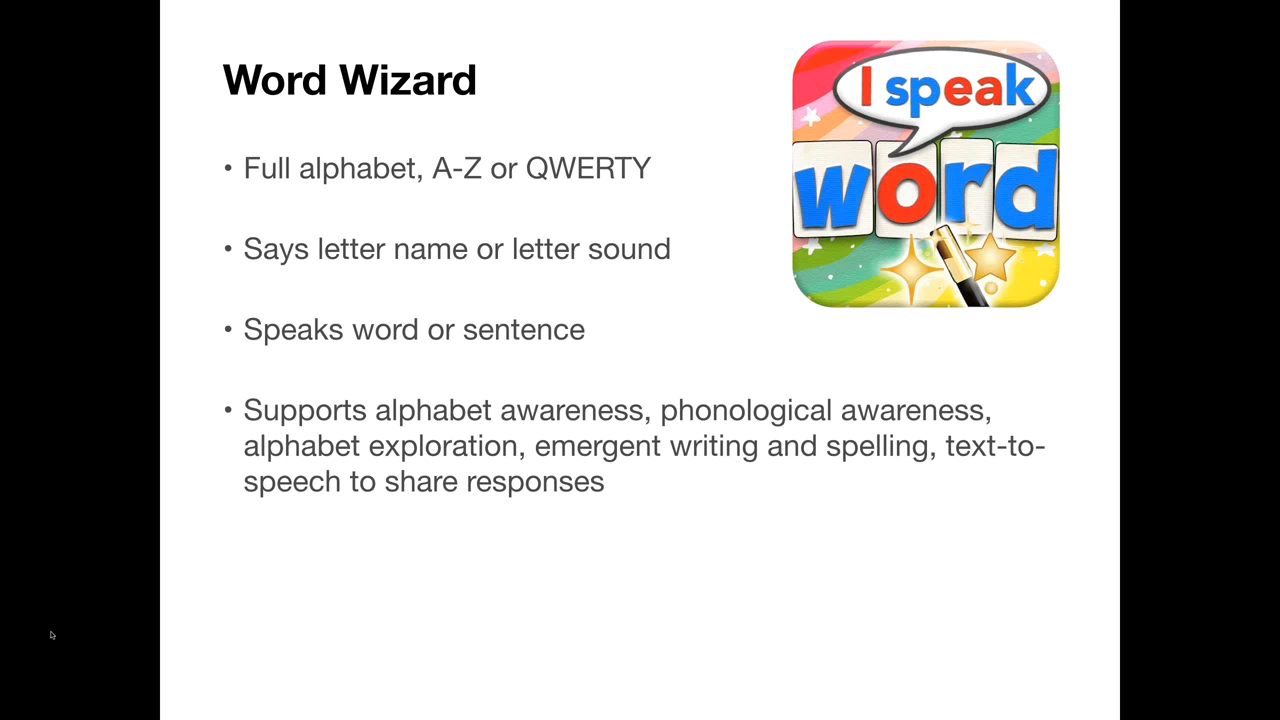 Word Wizard
I speak
word
• Full alphabet, A-Z or QWERTY
• Says letter name or letter sound
• Speaks word or sentence
• Supports alphabet awareness, phonological awareness,
alphabet exploration, emergent writing and spelling, text-to-
speech to share responses